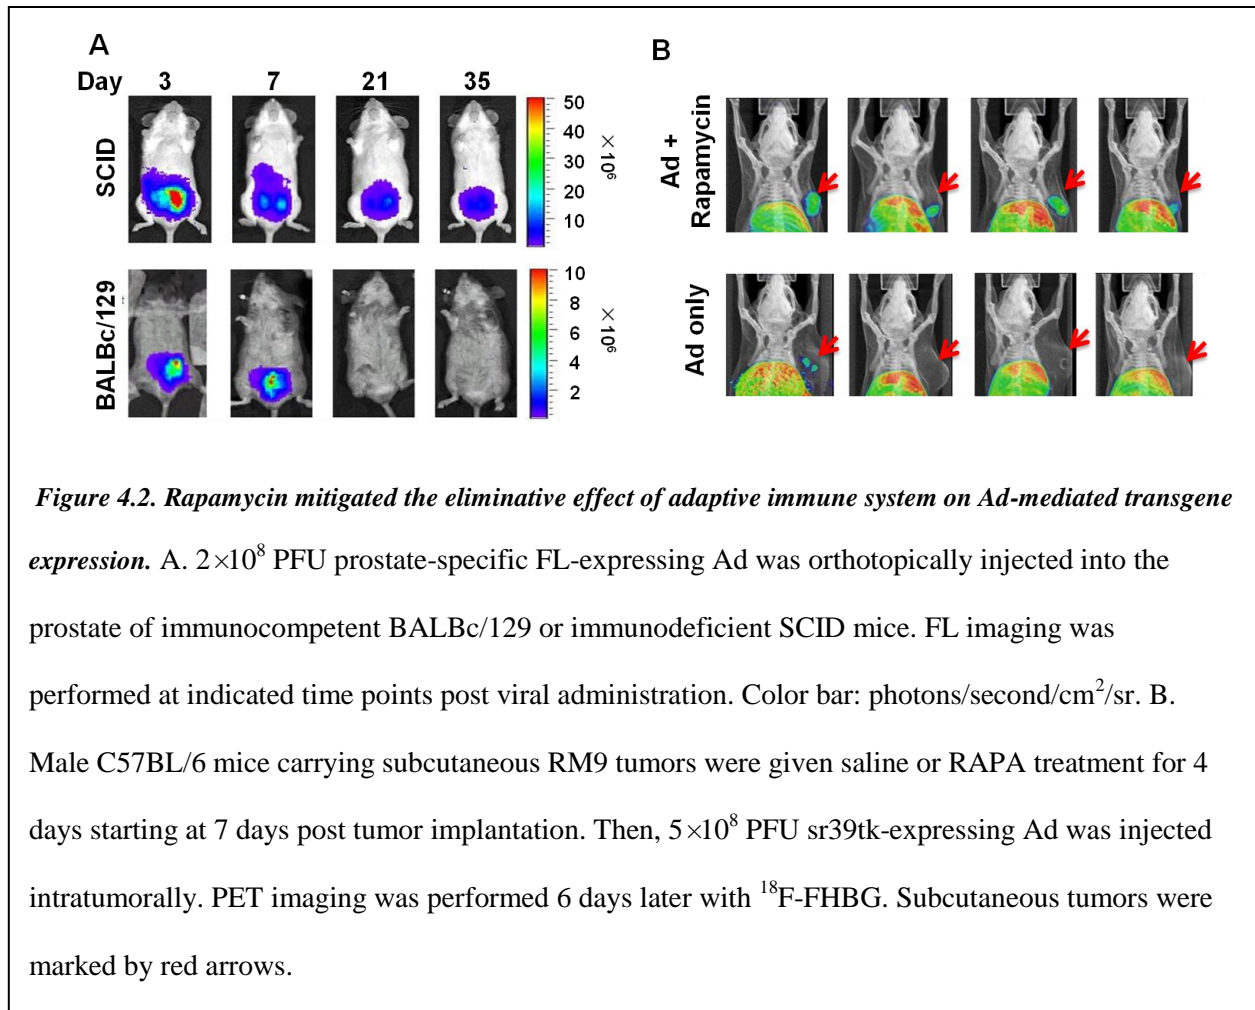 A
Day 3 7 21 35
SCID
50
40
30
20
10
×10⁶
BALBc/129
10
8
6
4
2
×10⁶
B
Ad +
Rapamycin
Ad only
Figure 4.2. Rapamycin mitigated the eliminative effect of adaptive immune system on Ad-mediated transgene
expression. A. 2×10⁸ PFU prostate-specific FL-expressing Ad was orthotopically injected into the
prostate of immunocompetent BALBc/129 or immunodeficient SCID mice. FL imaging was
performed at indicated time points post viral administration. Color bar: photons/second/cm²/sr. B.
Male C57BL/6 mice carrying subcutaneous RM9 tumors were given saline or RAPA treatment for 4
days starting at 7 days post tumor implantation. Then, 5×10⁸ PFU sr39tk-expressing Ad was injected
intratumorally. PET imaging was performed 6 days later with ¹⁸F-FHBG. Subcutaneous tumors were
marked by red arrows.